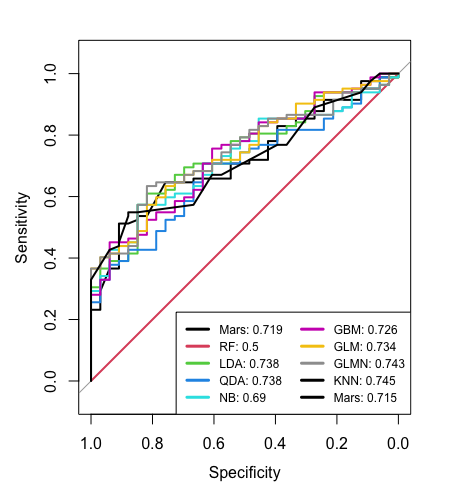 1.0
0.8
0.6
0.4
0.2
0.0
Sensitivity
Mars: 0.719
RF: 0.5
LDA: 0.738
QDA: 0.738
NB: 0.69
GBM: 0.726
GLM: 0.734
GLMN: 0.743
KNN: 0.745
Mars: 0.715
1.0 0.8 0.6 0.4 0.2 0.0
Specificity